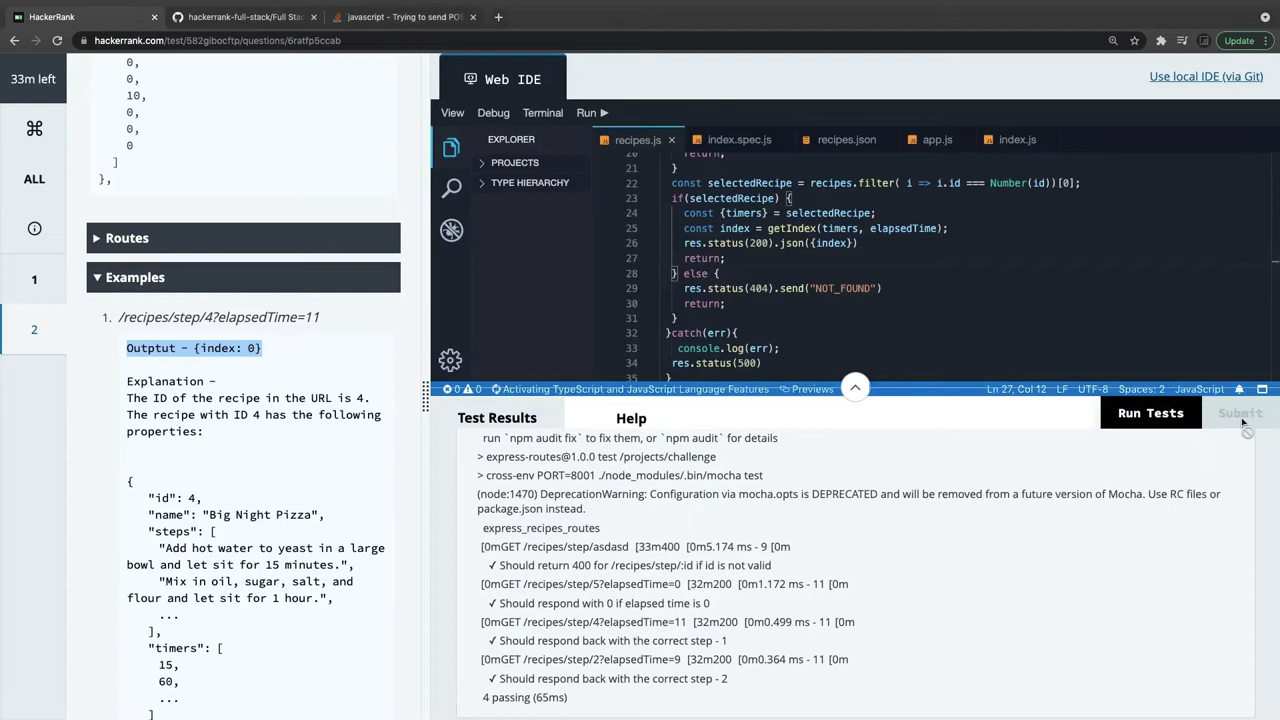 HackerRank
hackerrank-full-stack/Full Stac
javascript - Trying to send POS
hackerrank.com/test/582gibocftp/questions/6ratfp5ccab
Update
33m left
ALL
1
2
0,
0,
10,
0,
0,
0
]
},
Routes
Examples
1. /recipes/step/4?elapsedTime=11
Outptut - {index: 0}
Explanation -
The ID of the recipe in the URL is 4.
The recipe with ID 4 has the following
properties:
{
"id": 4,
"name": "Big Night Pizza",
"steps": [
"Add hot water to yeast in a large
bowl and let sit for 15 minutes.",
"Mix in oil, sugar, salt, and
flour and let sit for 1 hour.",
...
],
"timers": [
15,
60,
...
]
Web IDE
Use local IDE (via Git)
View Debug Terminal Run
EXPLORER
PROJECTS
TYPE HIERARCHY
recipes.js index.spec.js recipes.json app.js index.js
20 return;
21 }
22 const selectedRecipe = recipes.filter( i => i.id === Number(id))[0];
23 if(selectedRecipe) {
24 const {timers} = selectedRecipe;
25 const index = getIndex(timers, elapsedTime);
26 res.status(200).json({index})
27 return;
28 } else {
29 res.status(404).send("NOT_FOUND")
30 return;
31 }
32 }catch(err){
33 console.log(err);
34 res.status(500)
35 }
0 0 Activating TypeScript and JavaScript Language Features Previews Ln 27, Col 12 LF UTF-8 Spaces: 2 JavaScript
Test Results Help Run Tests Submit
run `npm audit fix` to fix them, or `npm audit` for details
> express-routes@1.0.0 test /projects/challenge
> cross-env PORT=8001 ./node_modules/.bin/mocha test
(node:1470) DeprecationWarning: Configuration via mocha.opts is DEPRECATED and will be removed from a future version of Mocha. Use RC files or
package.json instead.
express_recipes_routes
[0mGET /recipes/step/asdasd [33m400 [0m5.174 ms - 9 [0m
✓ Should return 400 for /recipes/step/:id if id is not valid
[0mGET /recipes/step/5?elapsedTime=0 [32m200 [0m1.172 ms - 11 [0m
✓ Should respond with 0 if elapsed time is 0
[0mGET /recipes/step/4?elapsedTime=11 [32m200 [0m0.499 ms - 11 [0m
✓ Should respond back with the correct step - 1
[0mGET /recipes/step/2?elapsedTime=9 [32m200 [0m0.364 ms - 11 [0m
✓ Should respond back with the correct step - 2
4 passing (65ms)